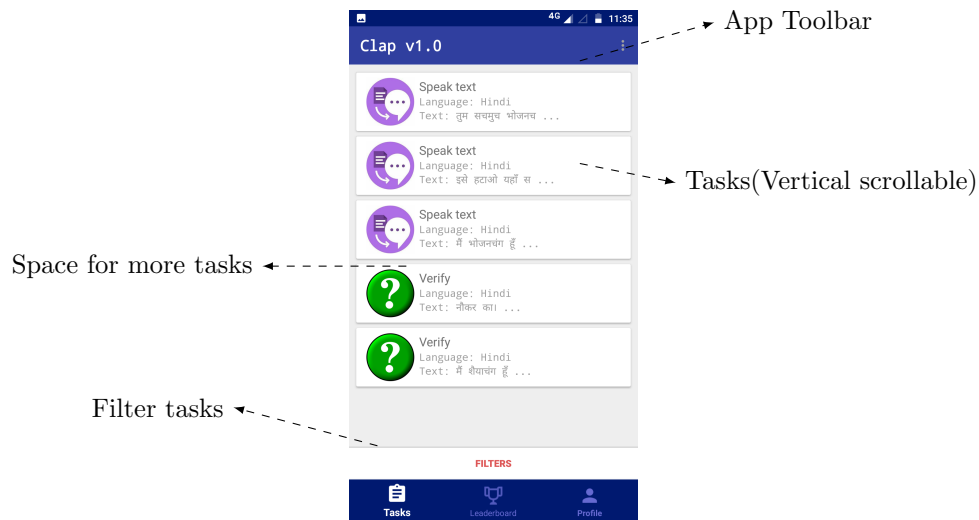 4G 11:35
App Toolbar
Clap v1.0
Speak text
Language: Hindi
Text: तुम सचमुच भोजनच ...
Speak text
Language: Hindi
Text: इसे हटाओ यहाँ स ...
Tasks(Vertical scrollable)
Speak text
Language: Hindi
Text: मैं भोजनचंग हूँ ...
Space for more tasks
Verify
Language: Hindi
Text: नौकर का। ...
Verify
Language: Hindi
Text: मैं शैयाचंग हूँ ...
Filter tasks
FILTERS
Tasks Leaderboard Profile